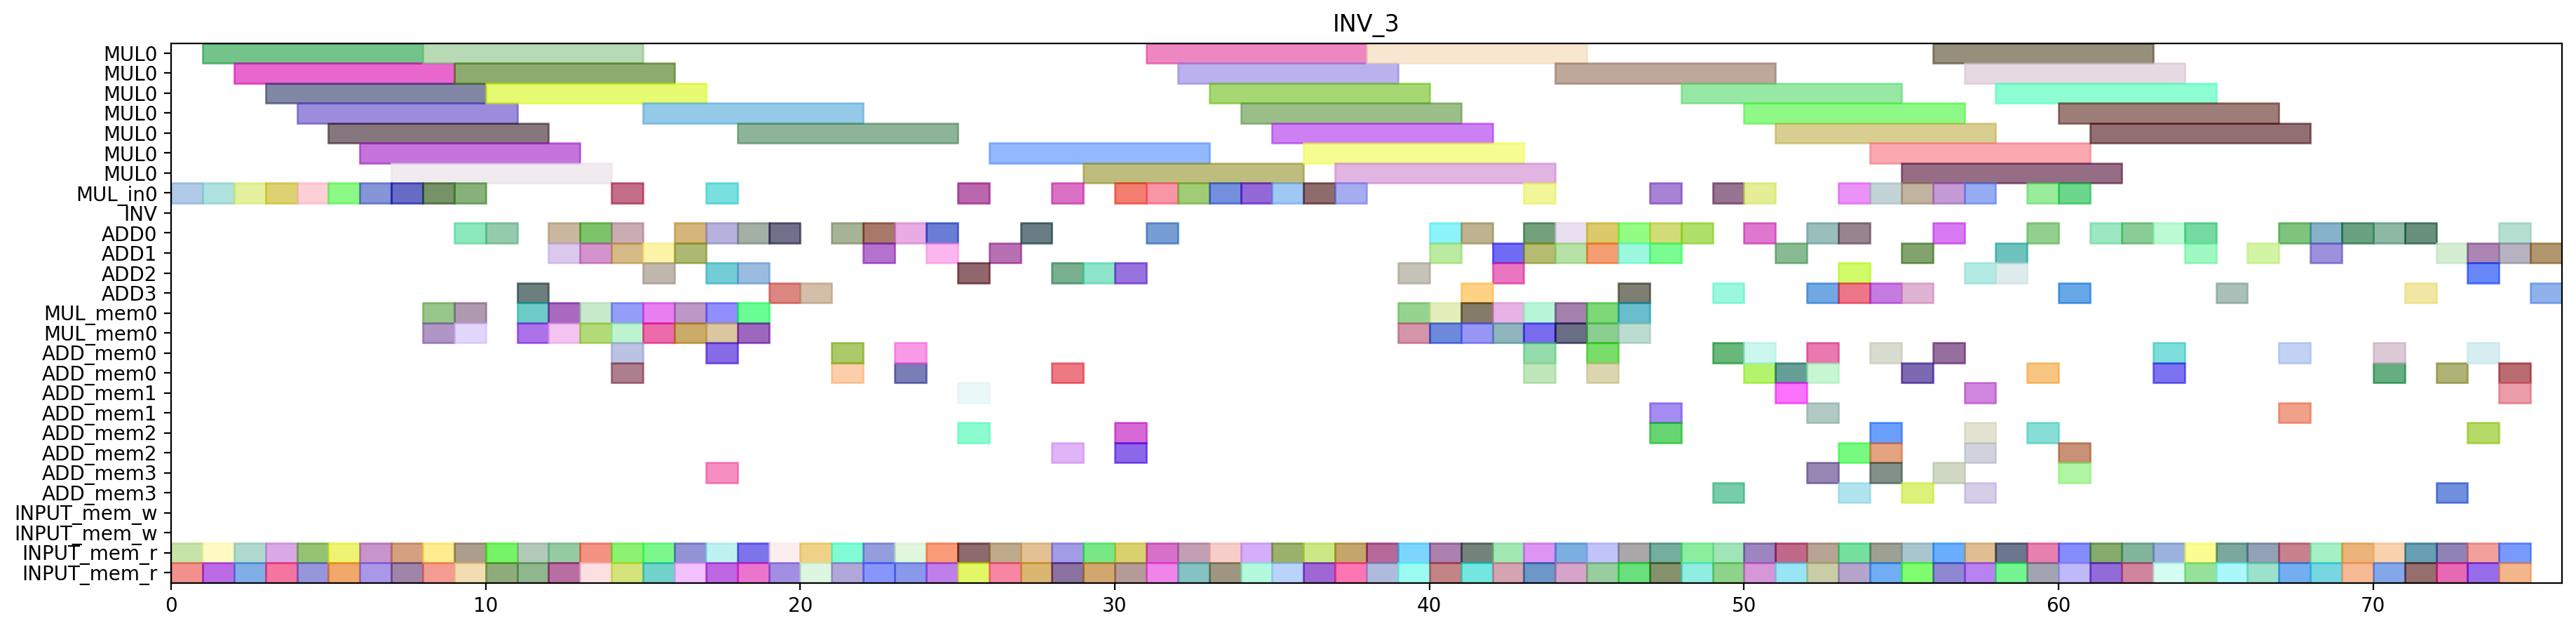 INV_3
MUL0
MUL0
MUL0
MUL0
MUL0
MUL0
MUL0
MUL_in0
INV
ADD0
ADD1
ADD2
ADD3
MUL_mem0
MUL_mem0
ADD_mem0
ADD_mem0
ADD_mem1
ADD_mem1
ADD_mem2
ADD_mem2
ADD_mem3
ADD_mem3
INPUT_mem_w
INPUT_mem_w
INPUT_mem_r
INPUT_mem_r
0 10 20 30 40 50 60 70